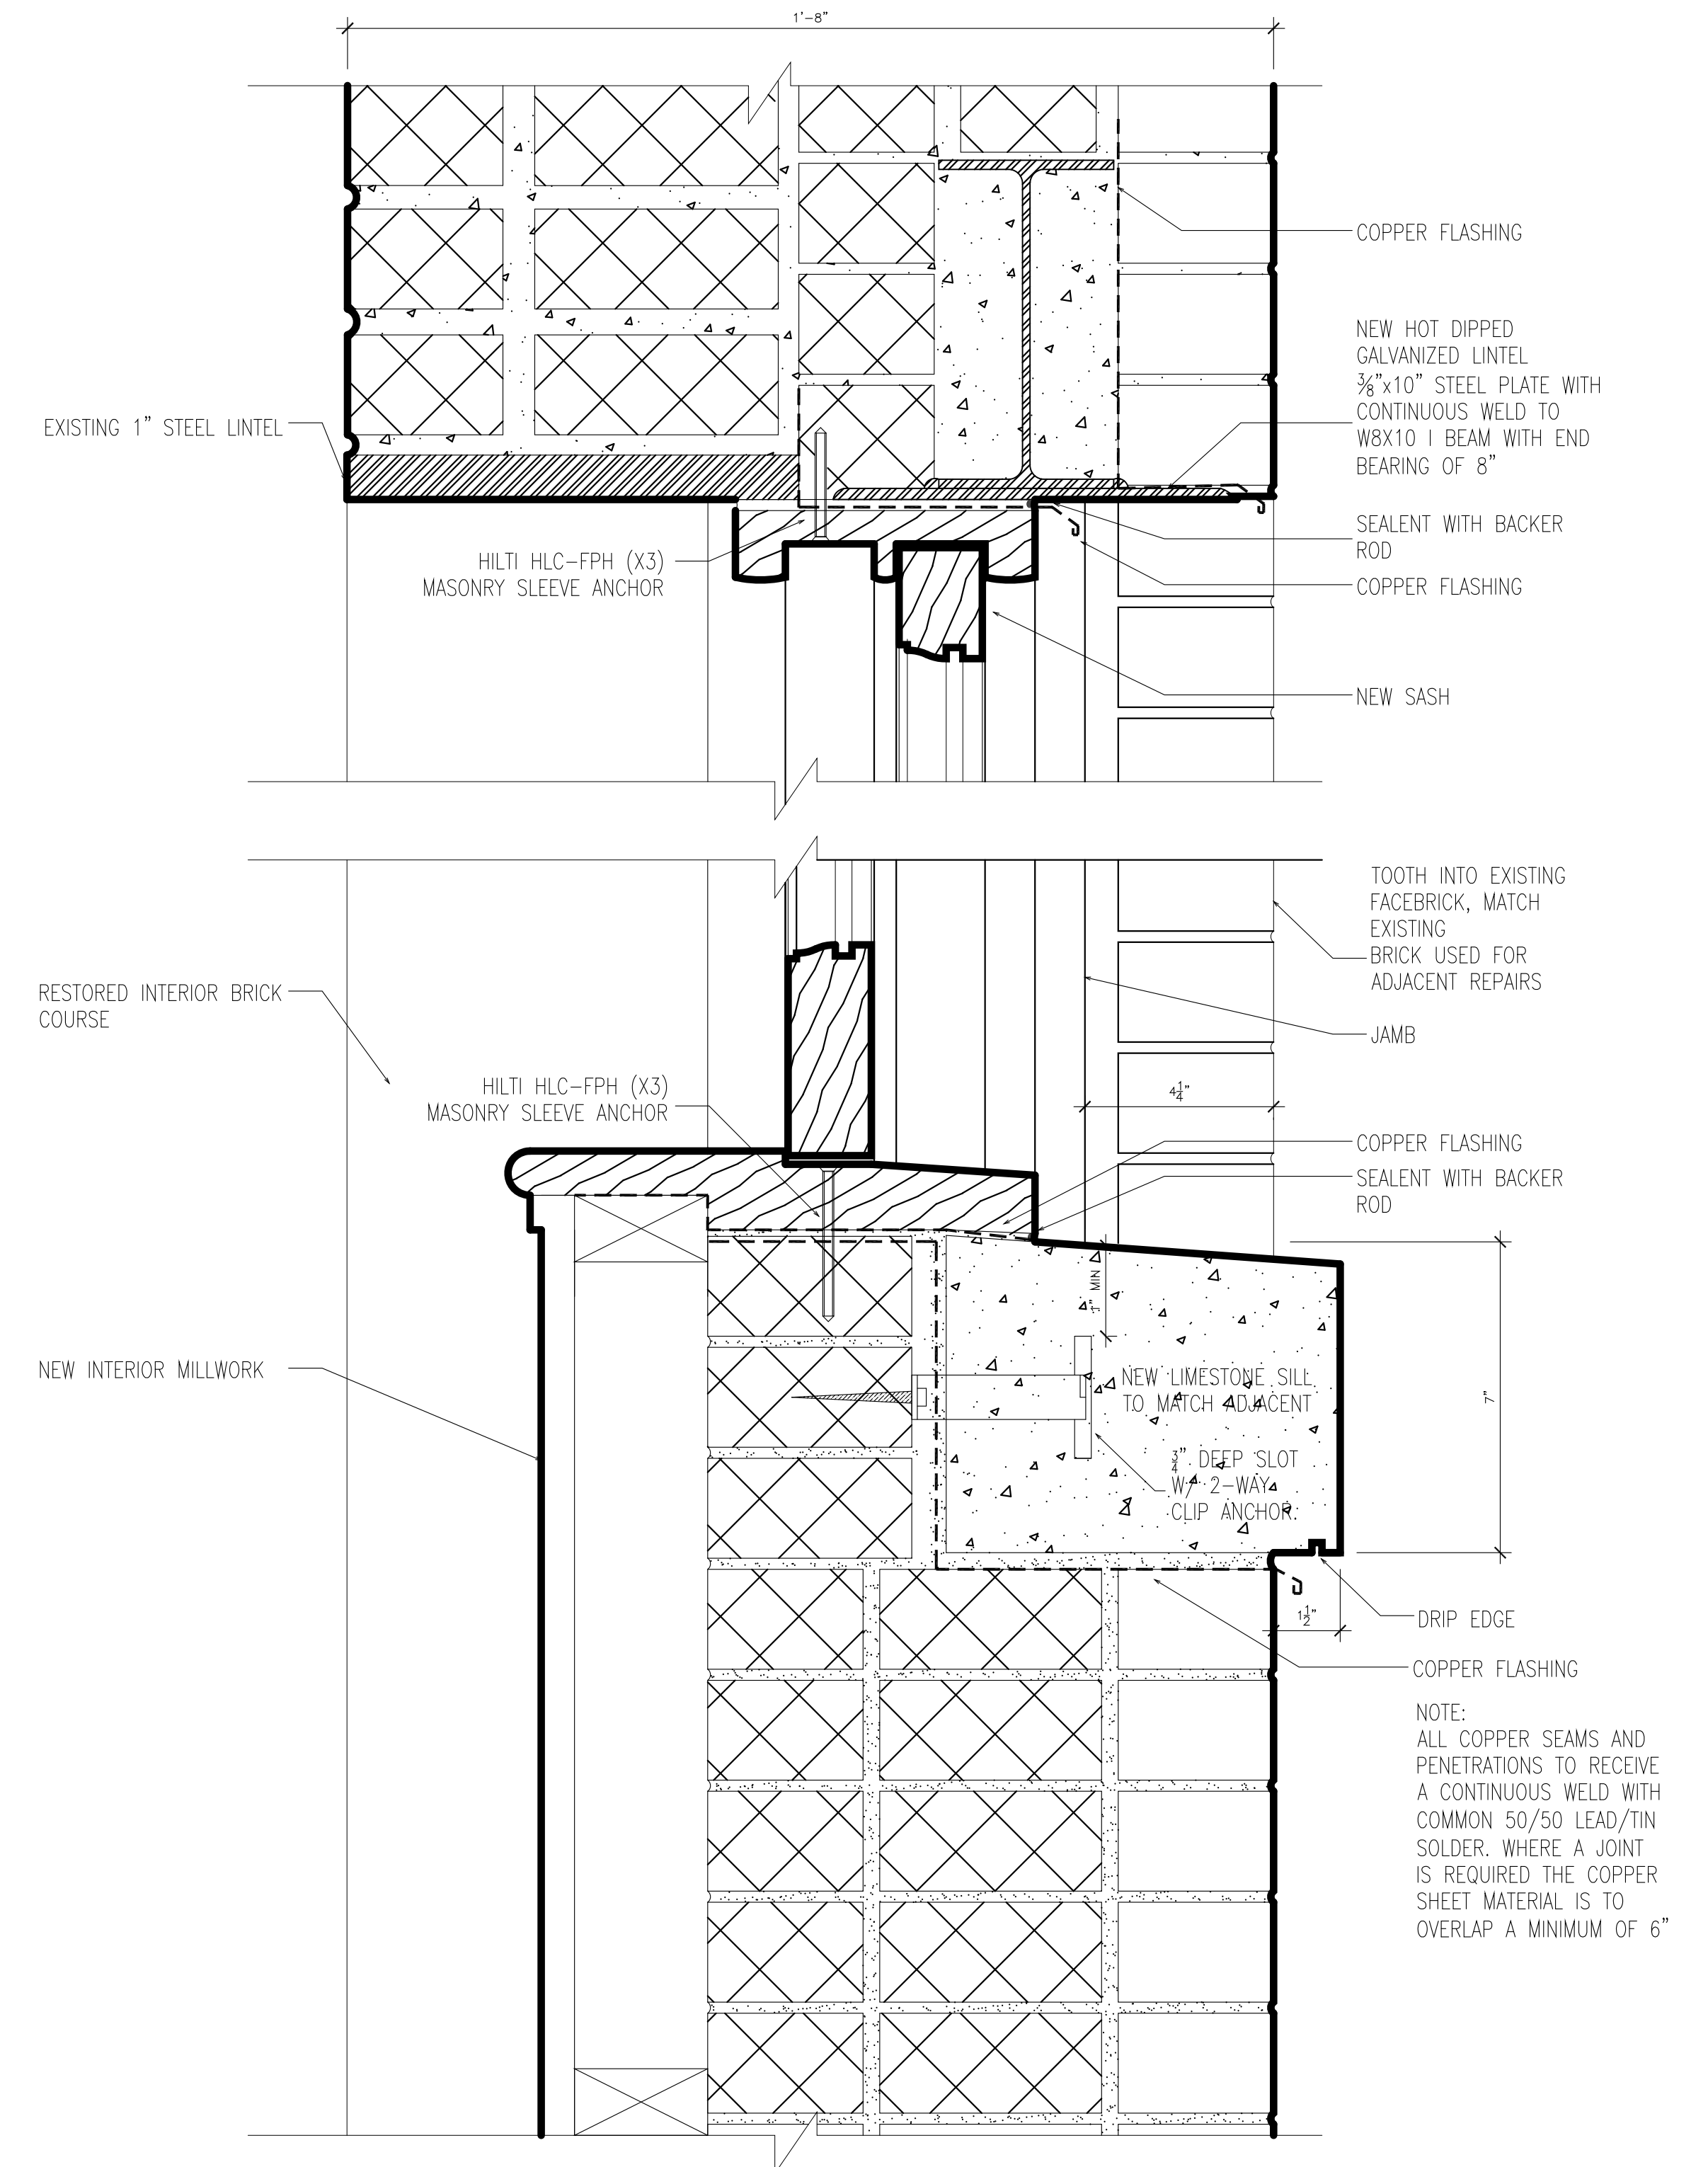 1'-8"
COPPER FLASHING
NEW HOT DIPPED
GALVANIZED LINTEL
3/8"x10" STEEL PLATE WITH
CONTINUOUS WELD TO
W8X10 I BEAM WITH END
BEARING OF 8"
EXISTING 1" STEEL LINTEL
SEALENT WITH BACKER
ROD
HILTI HLC-FPH (X3)
MASONRY SLEEVE ANCHOR
COPPER FLASHING
NEW SASH
TOOTH INTO EXISTING
FACEBRICK, MATCH
EXISTING
BRICK USED FOR
ADJACENT REPAIRS
RESTORED INTERIOR BRICK
COURSE
JAMB
4 1/4"
HILTI HLC-FPH (X3)
MASONRY SLEEVE ANCHOR
COPPER FLASHING
SEALENT WITH BACKER
ROD
1" MIN
NEW INTERIOR MILLWORK
NEW LIMESTONE SILL
TO MATCH ADJACENT
7"
3/4" DEEP SLOT
W/ 2-WAY
CLIP ANCHOR.
1 1/2"
DRIP EDGE
COPPER FLASHING
NOTE:
ALL COPPER SEAMS AND
PENETRATIONS TO RECEIVE
A CONTINUOUS WELD WITH
COMMON 50/50 LEAD/TIN
SOLDER. WHERE A JOINT
IS REQUIRED THE COPPER
SHEET MATERIAL IS TO
OVERLAP A MINIMUM OF 6"